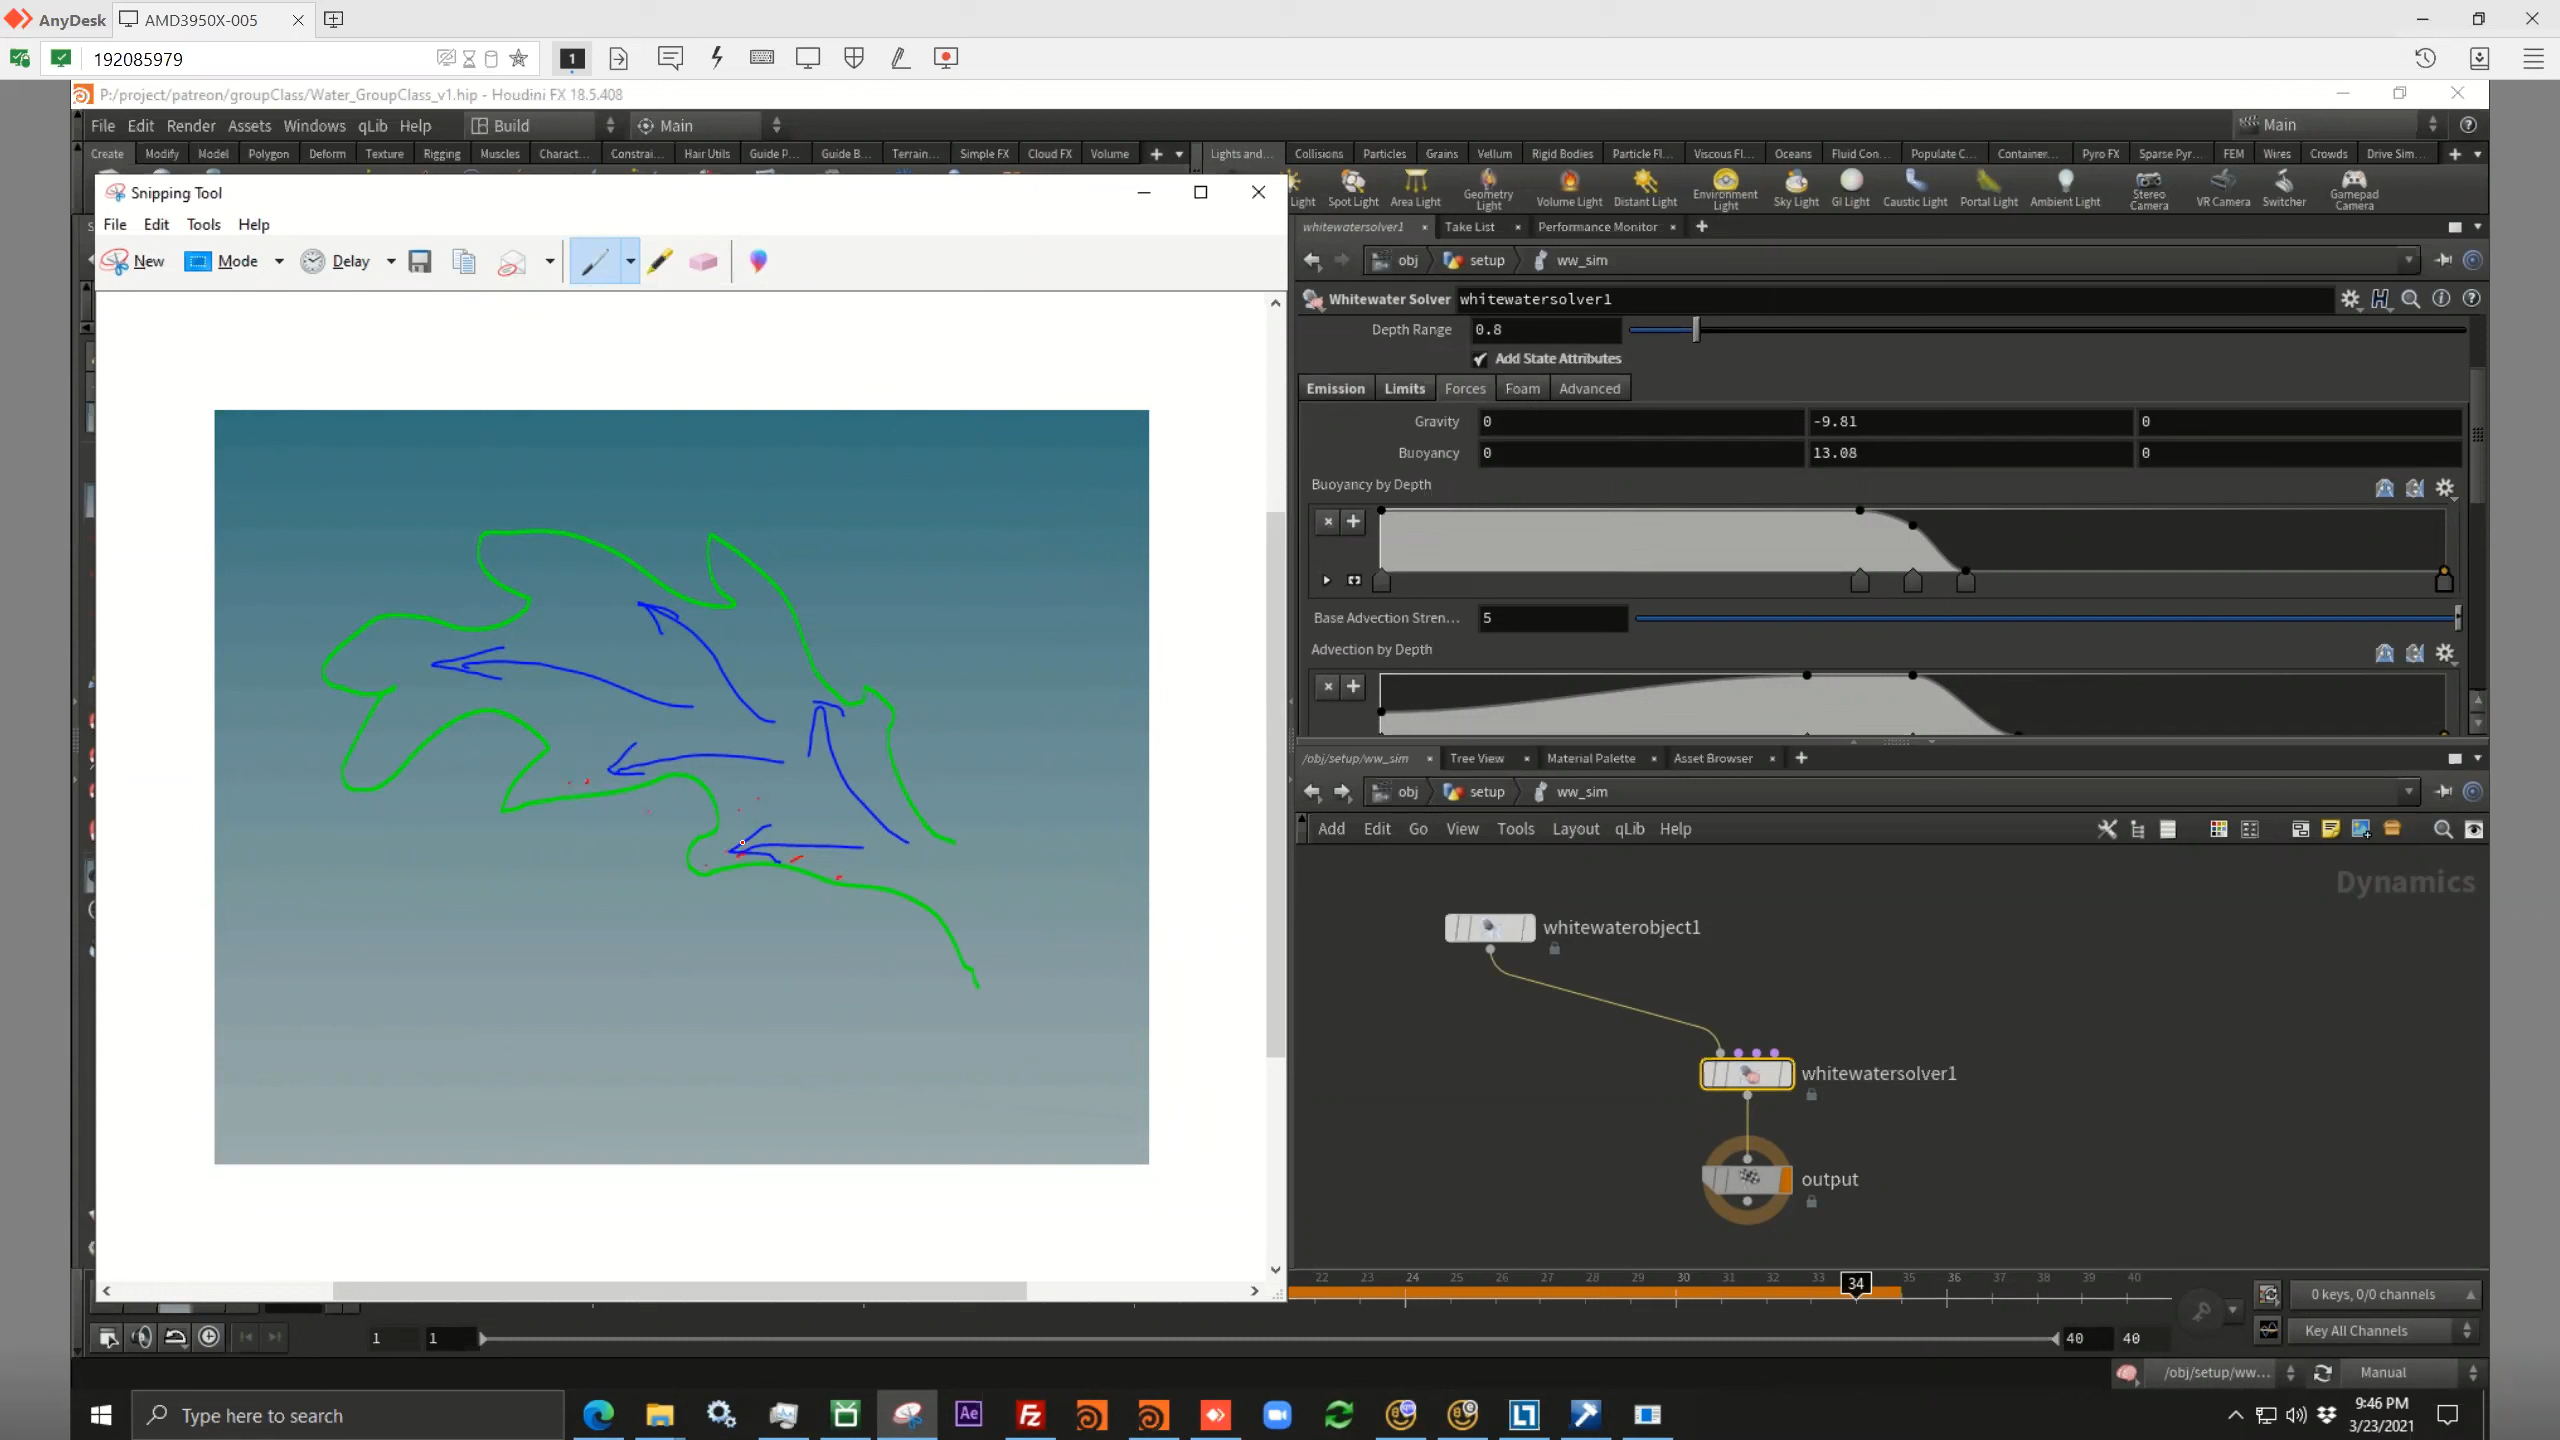 AnyDesk
AMD3950X-005
192085979
1
P:/project/patreon/groupClass/Water_GroupClass_v1.hip - Houdini FX 18.5.408
File Edit Render Assets Windows qLib Help
Build
Main
Main
Create Modify Model Polygon Deform Texture Rigging Muscles Charact... Constrai... Hair Utils Guide P... Guide B... Terrain... Simple FX Cloud FX Volume
Lights and... Collisions Particles Grains Vellum Rigid Bodies Particle Fl... Viscous Fl... Oceans Fluid Con... Populate C... Container... Pyro FX Sparse Pyr... FEM Wires Crowds Drive Sim...
Light Spot Light Area Light Geometry Light Volume Light Distant Light Environment Light Sky Light GI Light Caustic Light Portal Light Ambient Light Stereo Camera VR Camera Switcher Gamepad Camera
Snipping Tool
File Edit Tools Help
New Mode Delay
whitewatersolver1 Take List Performance Monitor
obj setup ww_sim
Whitewater Solver whitewatersolver1
Depth Range 0.8
Add State Attributes
Emission Limits Forces Foam Advanced
Gravity 0 -9.81 0
Buoyancy 0 13.08 0
Buoyancy by Depth
Base Advection Stren... 5
Advection by Depth
/obj/setup/ww_sim Tree View Material Palette Asset Browser
obj setup ww_sim
Add Edit Go View Tools Layout qLib Help
Dynamics
whitewaterobject1
whitewatersolver1
output
22 23 24 25 26 27 28 29 30 31 32 33 34 35 36 37 38 39 40
0 keys, 0/0 channels
1 1 40 40
Key All Channels
/obj/setup/ww... Manual
Type here to search
Ae
Fz
9:46 PM
3/23/2021